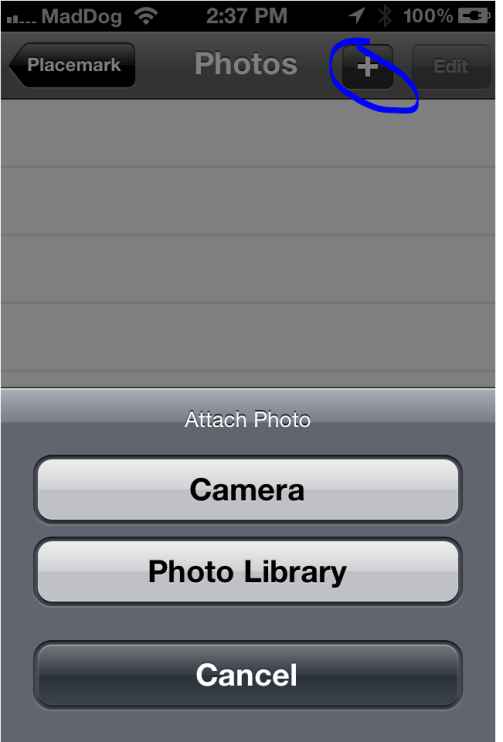 MadDog 2:37 PM 100%
Placemark Photos + Edit
Attach Photo
Camera
Photo Library
Cancel